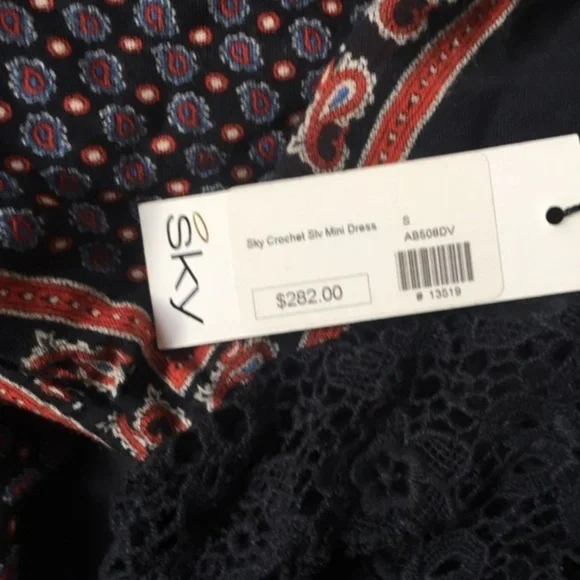 Sky
Sky Crochet Slv Mini Dress
S
AB508DV
$282.00
# 13519